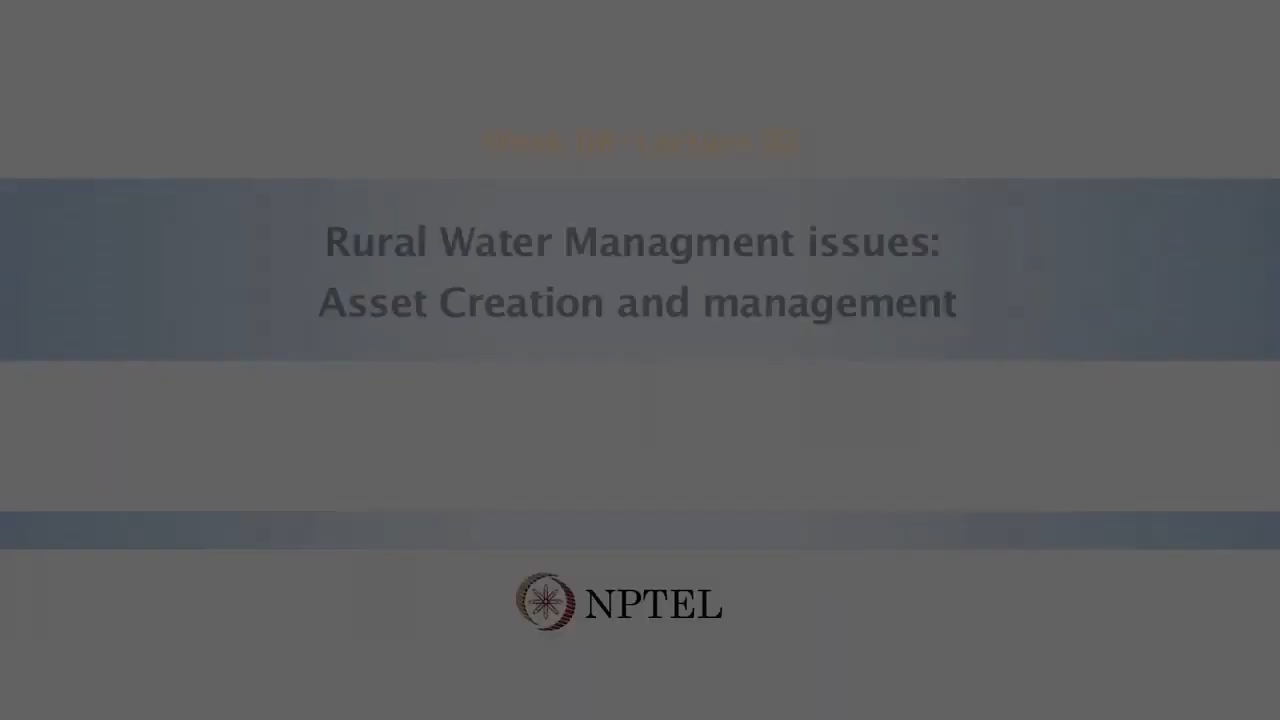 Rural Water Managment issues:
Asset Creation and management
NPTEL